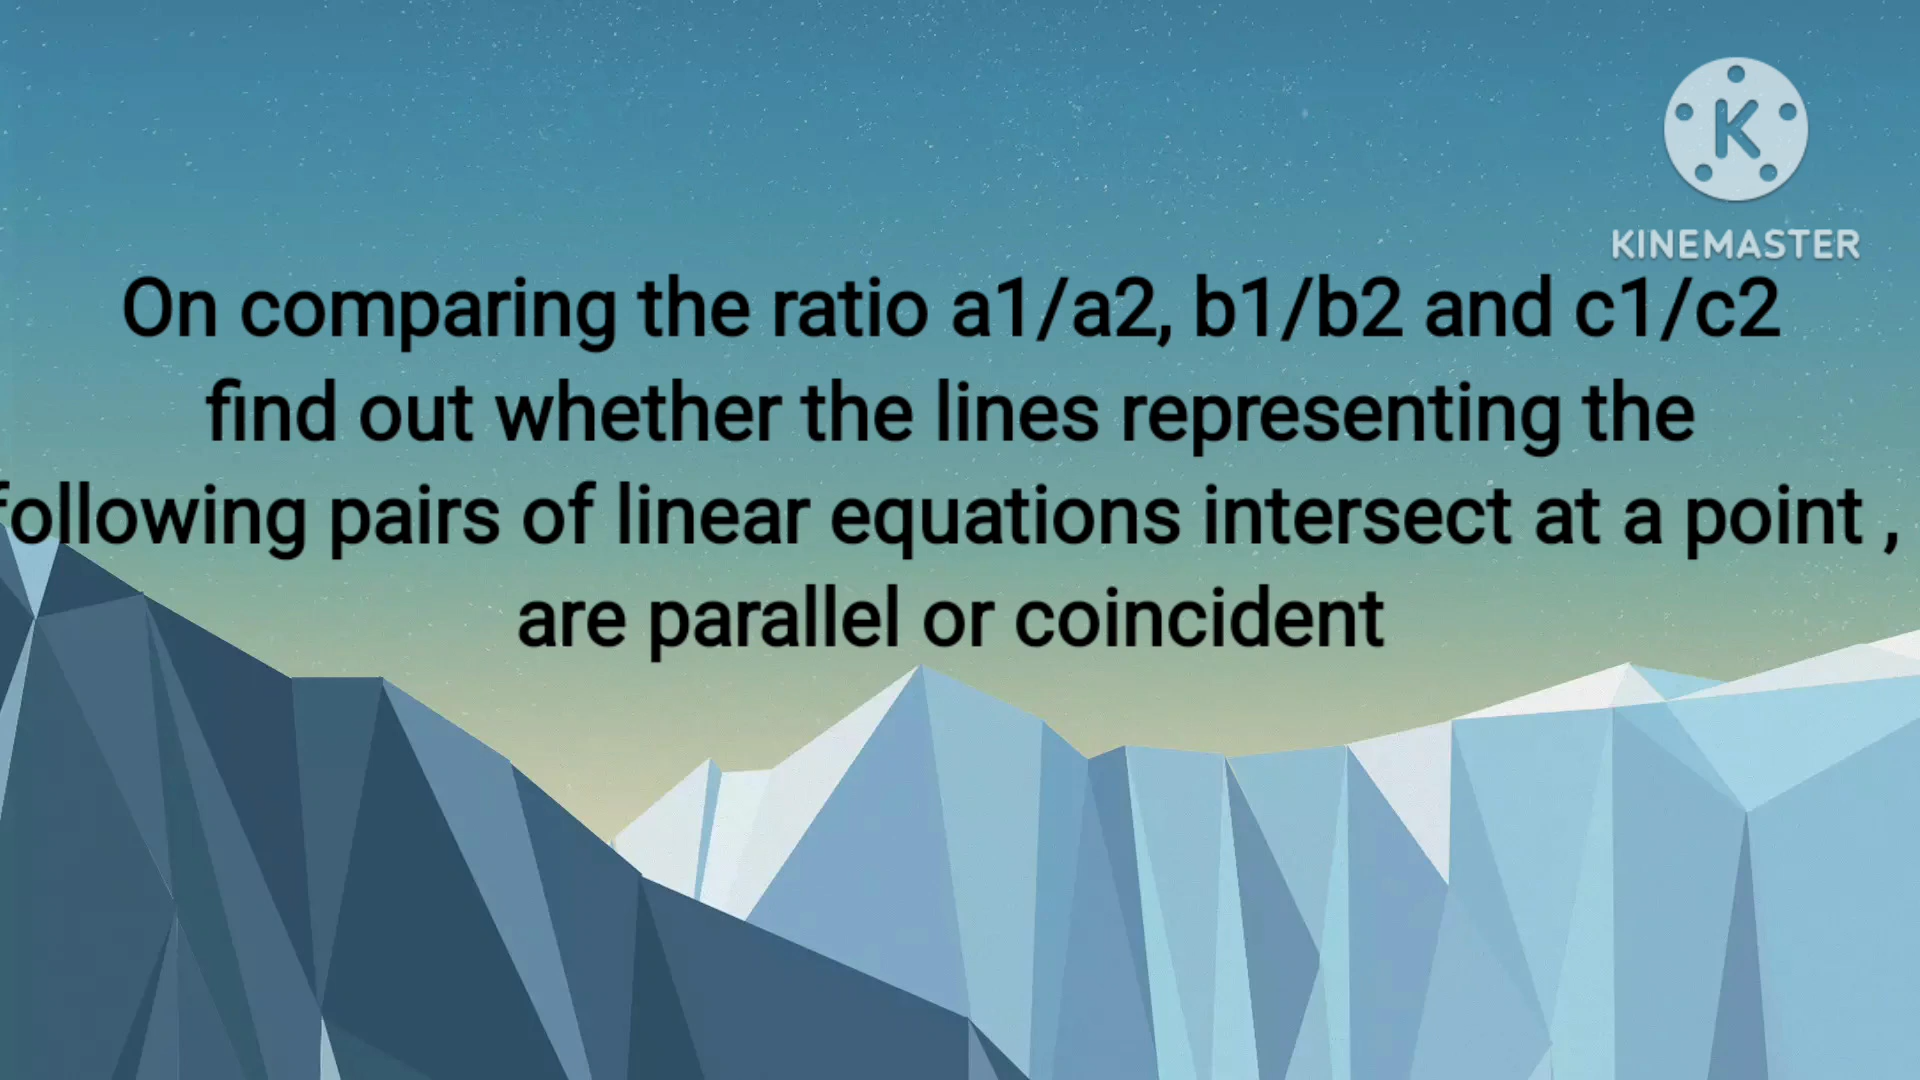 K
KINEMASTER
On comparing the ratio a1/a2, b1/b2 and c1/c2
find out whether the lines representing the
following pairs of linear equations intersect at a point ,
are parallel or coincident